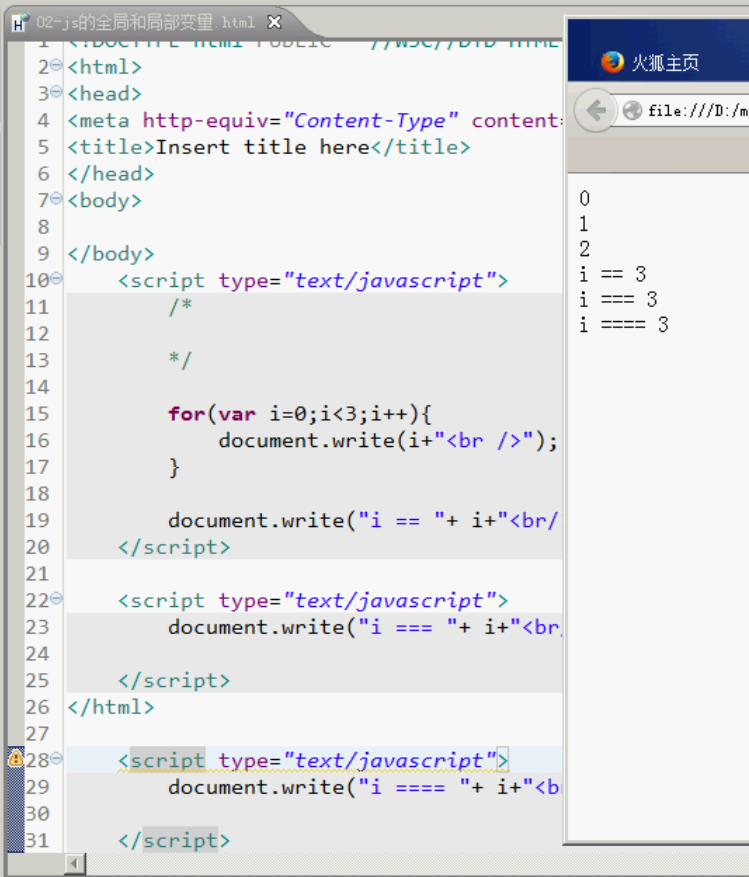 02-js的全局和局部变量.html
1 <!DOCTYPE html PUBLIC "-//W3C//DTD HTML
2 <html>
3 <head>
4 <meta http-equiv="Content-Type" content=
5 <title>Insert title here</title>
6 </head>
7 <body>
8
9 </body>
10 <script type="text/javascript">
11 /*
12
13 */
14
15 for(var i=0;i<3;i++){
16 document.write(i+"<br />");
17 }
18
19 document.write("i == "+ i+"<br/
20 </script>
21
22 <script type="text/javascript">
23 document.write("i === "+ i+"<br
24
25 </script>
26 </html>
27
28 <script type="text/javascript">
29 document.write("i ==== "+ i+"<b
30
31 </script>
火狐主页
file:///D:/m
0
1
2
i == 3
i === 3
i ==== 3